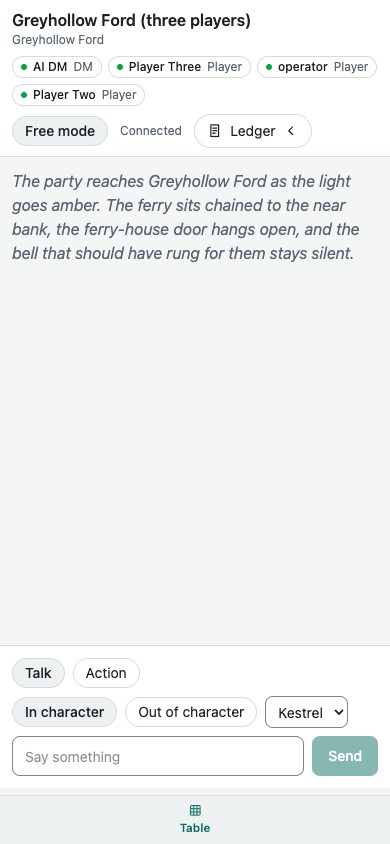 Greyhollow Ford (three players)
Greyhollow Ford
AI DM DM
Player Three Player
operator Player
Player Two Player
Free mode
Connected
Ledger
The party reaches Greyhollow Ford as the light
goes amber. The ferry sits chained to the near
bank, the ferry-house door hangs open, and the
bell that should have rung for them stays silent.
Talk
Action
In character
Out of character
Kestrel
Say something
Send
Table